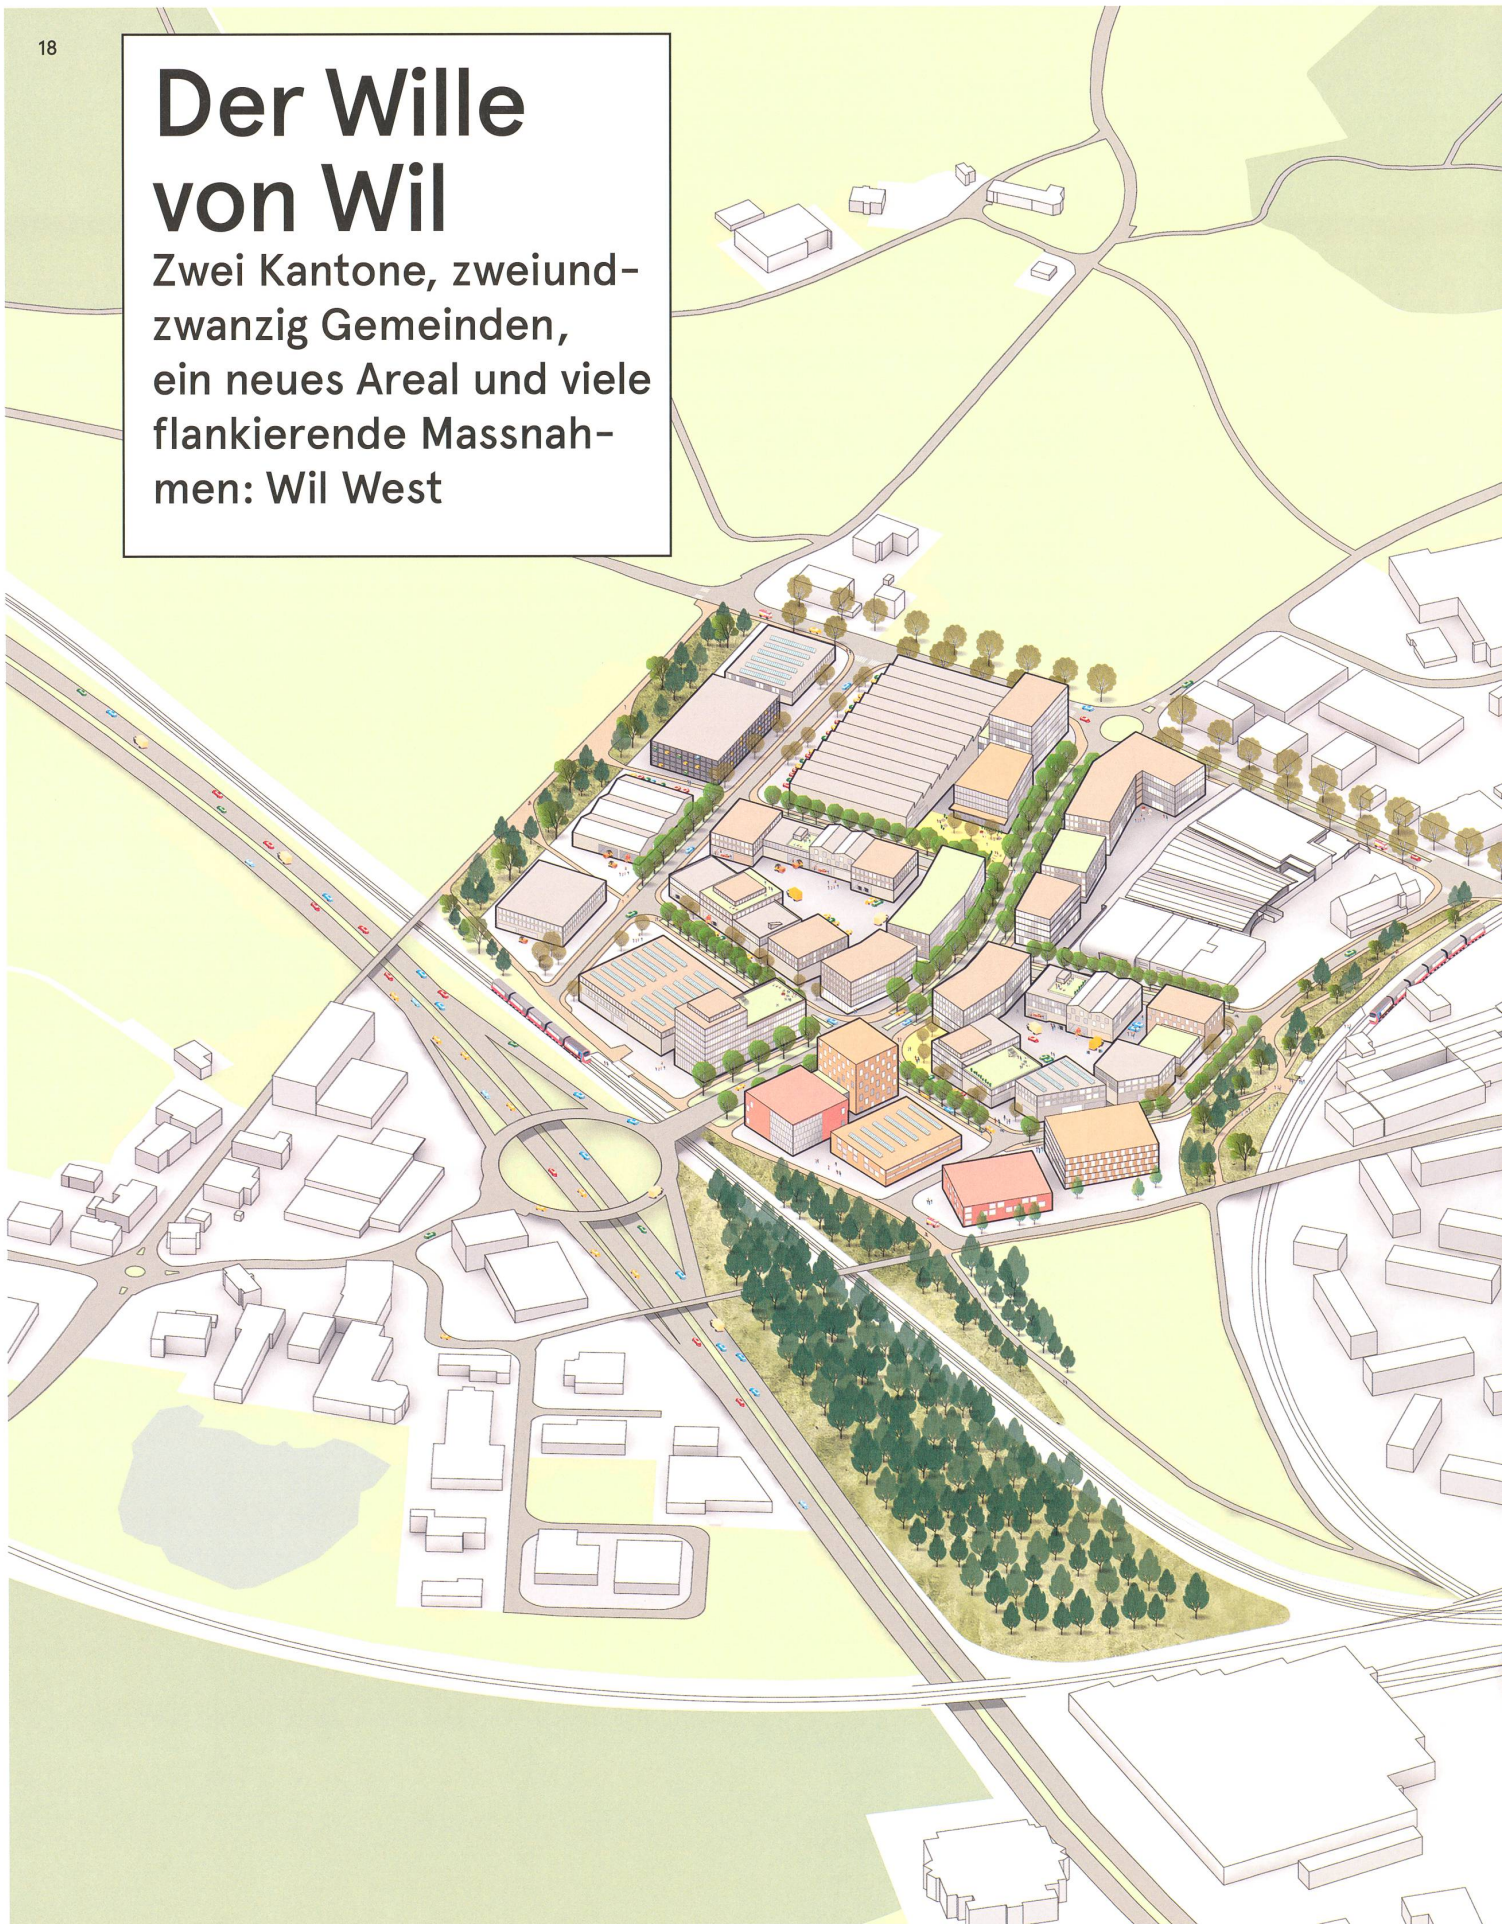 18
Der Wille
von Wil
Zwei Kantone, zweiund-
zwanzig Gemeinden,
ein neues Areal und viele
flankierende Massnah-
men: Wil West